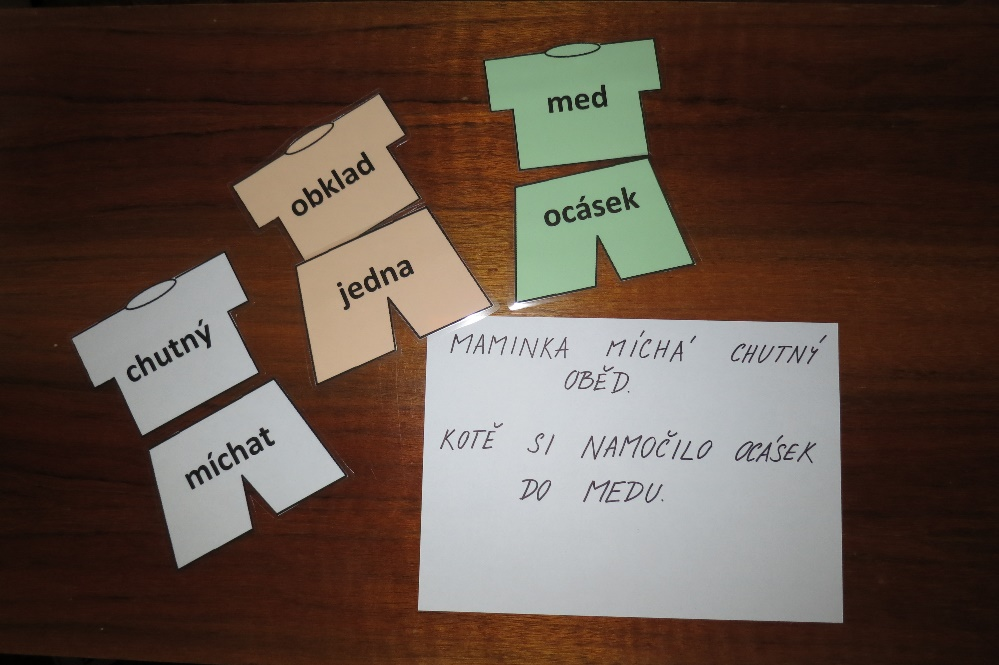 med
ocásek
obklad
jedna
chutný
míchat
MAMINKA MÍCHÁ CHUTNÝ
OBĚD.
KOTĚ SI NAMOČILO OCÁSEK
DO MEDU.